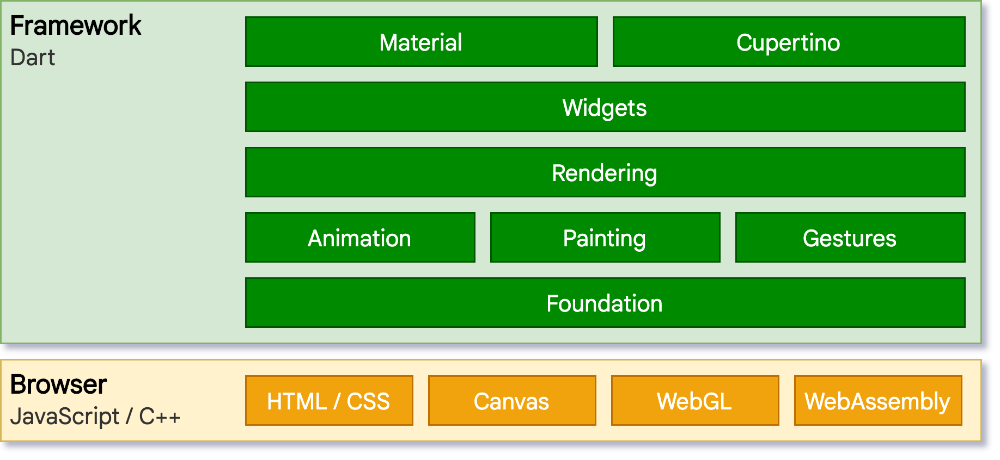 Framework
Dart
Material
Cupertino
Widgets
Rendering
Animation
Painting
Gestures
Foundation
Browser
JavaScript / C++
HTML / CSS
Canvas
WebGL
WebAssembly